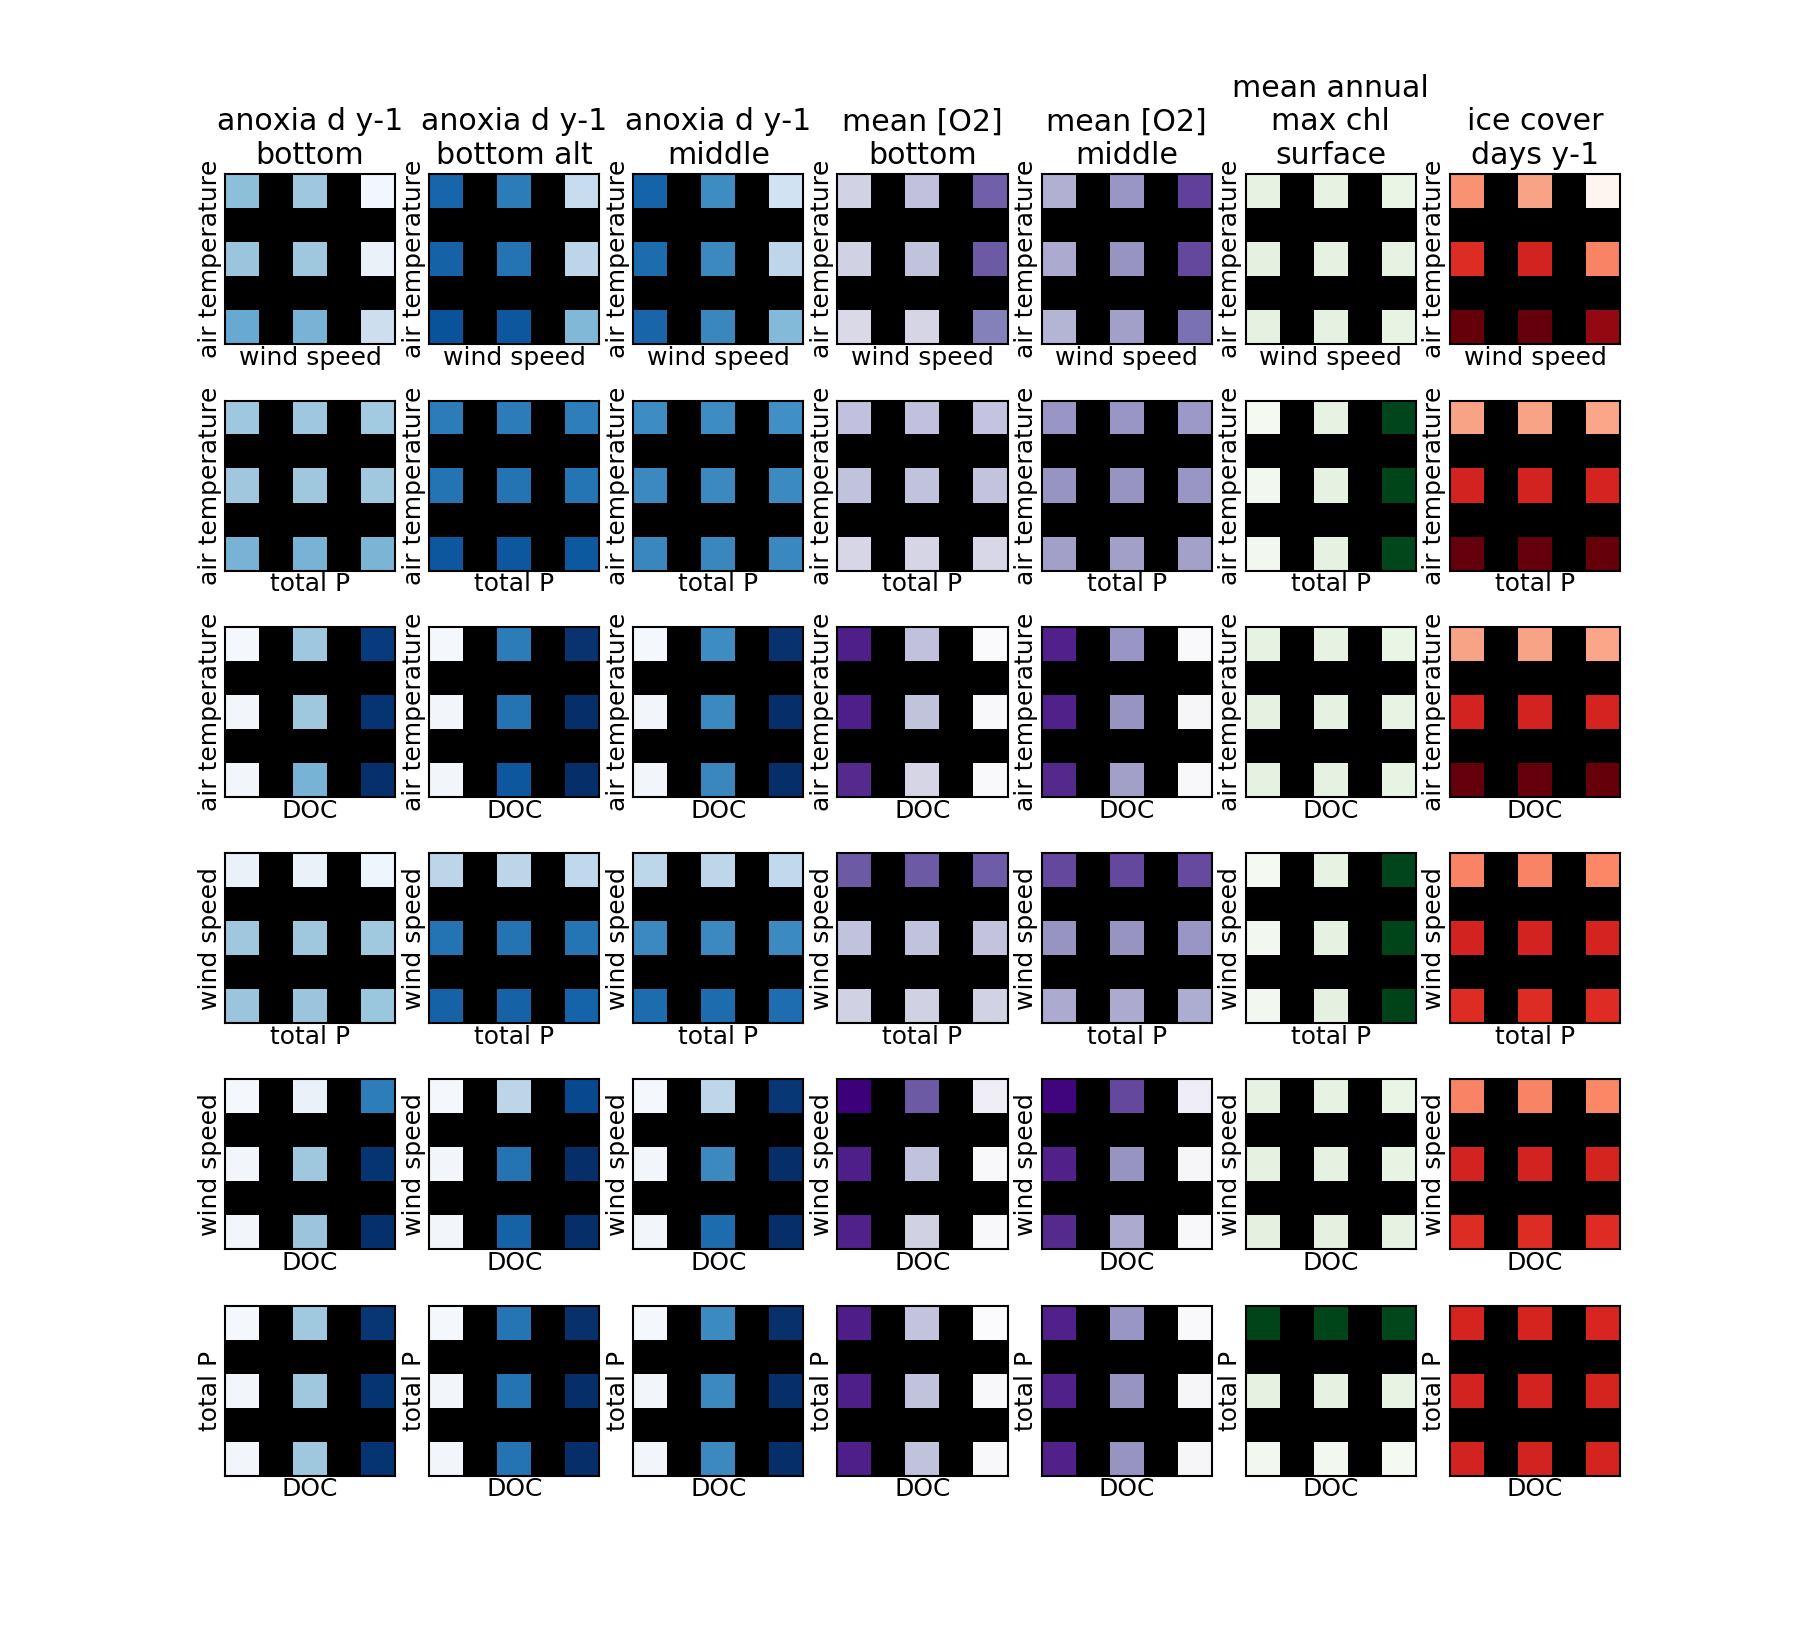 anoxia d y-1
bottom
anoxia d y-1
bottom alt
anoxia d y-1
middle
mean [O2]
bottom
mean [O2]
middle
mean annual
max chl
surface
ice cover
days y-1
air temperature
wind speed
air temperature
wind speed
air temperature
wind speed
air temperature
wind speed
air temperature
wind speed
air temperature
wind speed
air temperature
wind speed
air temperature
total P
air temperature
total P
air temperature
total P
air temperature
total P
air temperature
total P
air temperature
total P
air temperature
total P
air temperature
DOC
air temperature
DOC
air temperature
DOC
air temperature
DOC
air temperature
DOC
air temperature
DOC
air temperature
DOC
wind speed
total P
wind speed
total P
wind speed
total P
wind speed
total P
wind speed
total P
wind speed
total P
wind speed
total P
wind speed
DOC
wind speed
DOC
wind speed
DOC
wind speed
DOC
wind speed
DOC
wind speed
DOC
wind speed
DOC
total P
DOC
total P
DOC
total P
DOC
total P
DOC
total P
DOC
total P
DOC
total P
DOC